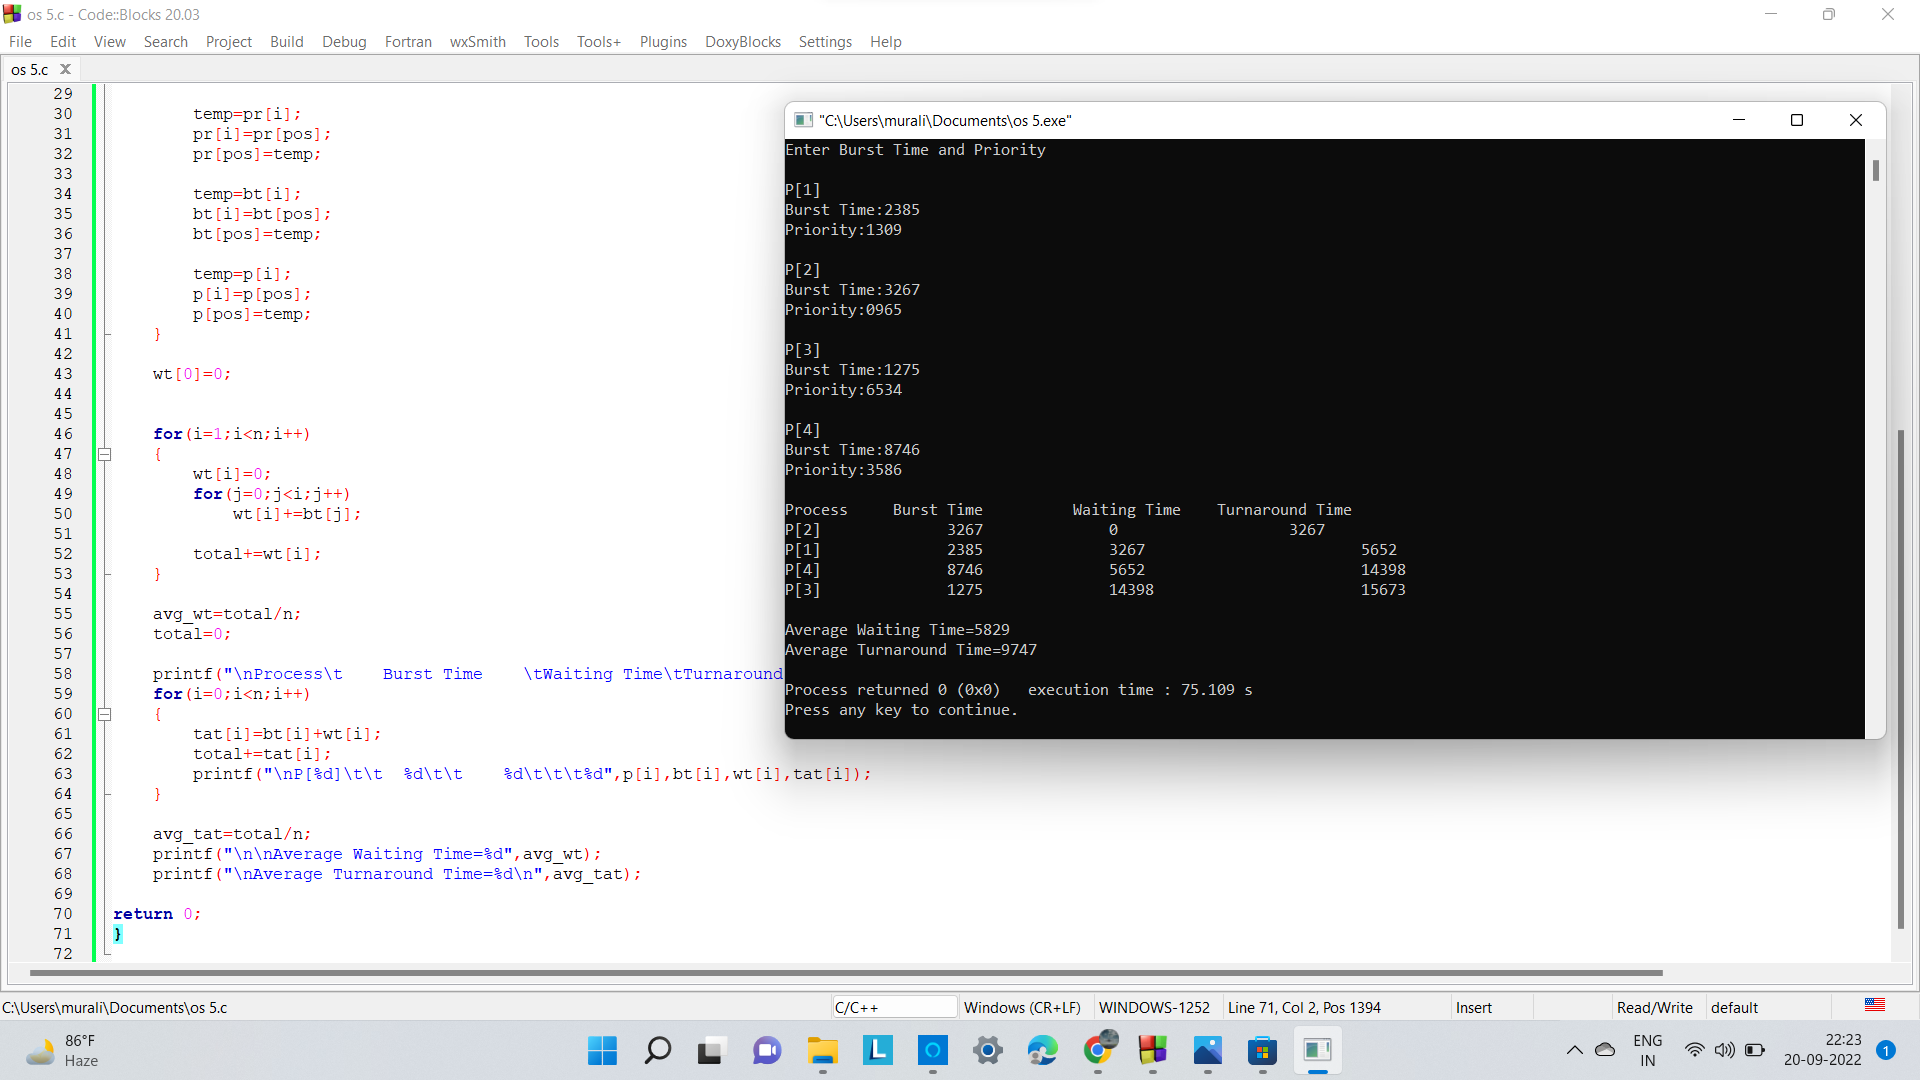 os 5.c - Code::Blocks 20.03
File Edit View Search Project Build Debug Fortran wxSmith Tools Tools+ Plugins DoxyBlocks Settings Help
os 5.c
29
30 temp=pr[i];
31 pr[i]=pr[pos];
32 pr[pos]=temp;
33
34 temp=bt[i];
35 bt[i]=bt[pos];
36 bt[pos]=temp;
37
38 temp=p[i];
39 p[i]=p[pos];
40 p[pos]=temp;
41 }
42
43 wt[0]=0;
44
45
46 for(i=1;i<n;i++)
47 {
48 wt[i]=0;
49 for(j=0;j<i;j++)
50 wt[i]+=bt[j];
51
52 total+=wt[i];
53 }
54
55 avg_wt=total/n;
56 total=0;
57
58 printf("\nProcess\t    Burst Time    \tWaiting Time\tTurnaround
59 for(i=0;i<n;i++)
60 {
61 tat[i]=bt[i]+wt[i];
62 total+=tat[i];
63 printf("\nP[%d]\t\t  %d\t\t    %d\t\t\t%d",p[i],bt[i],wt[i],tat[i]);
64 }
65
66 avg_tat=total/n;
67 printf("\n\nAverage Waiting Time=%d",avg_wt);
68 printf("\nAverage Turnaround Time=%d\n",avg_tat);
69
70 return 0;
71 }
72
"C:\Users\murali\Documents\os 5.exe"
Enter Burst Time and Priority
P[1]
Burst Time:2385
Priority:1309
P[2]
Burst Time:3267
Priority:0965
P[3]
Burst Time:1275
Priority:6534
P[4]
Burst Time:8746
Priority:3586
Process Burst Time Waiting Time Turnaround Time
P[2] 3267 0 3267
P[1] 2385 3267 5652
P[4] 8746 5652 14398
P[3] 1275 14398 15673
Average Waiting Time=5829
Average Turnaround Time=9747
Process returned 0 (0x0)   execution time : 75.109 s
Press any key to continue.
C:\Users\murali\Documents\os 5.c C/C++ Windows (CR+LF) WINDOWS-1252 Line 71, Col 2, Pos 1394 Insert Read/Write default
86°F
Haze
L
ENG
IN
22:23
20-09-2022
1